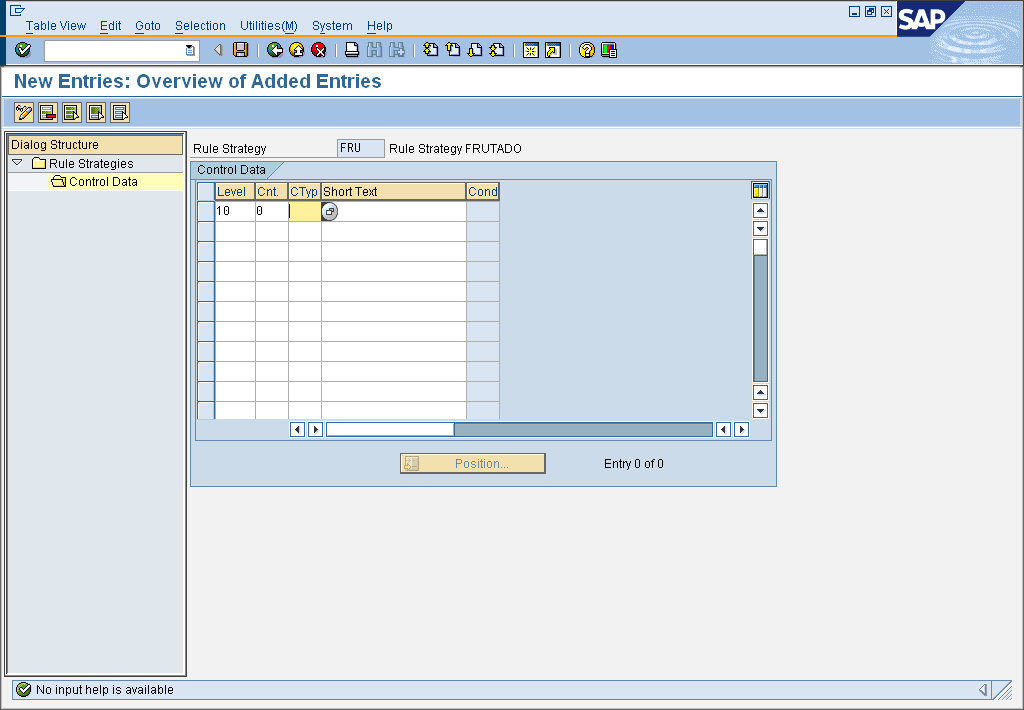 Table View Edit Goto Selection Utilities(M) System Help
SAP
New Entries: Overview of Added Entries
Dialog Structure
Rule Strategies
Control Data
Rule Strategy FRU Rule Strategy FRUTADO
Control Data
Level Cnt. CTyp Short Text Cond
10 0
Position... Entry 0 of 0
No input help is available